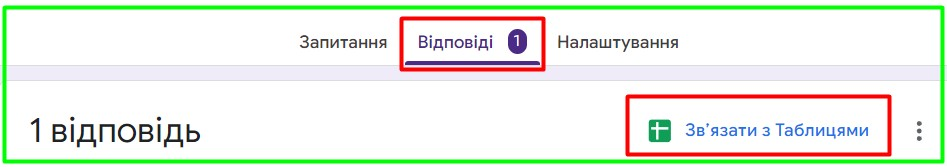 Запитання Відповіді 1 Налаштування
1 відповідь Зв’язати з Таблицями